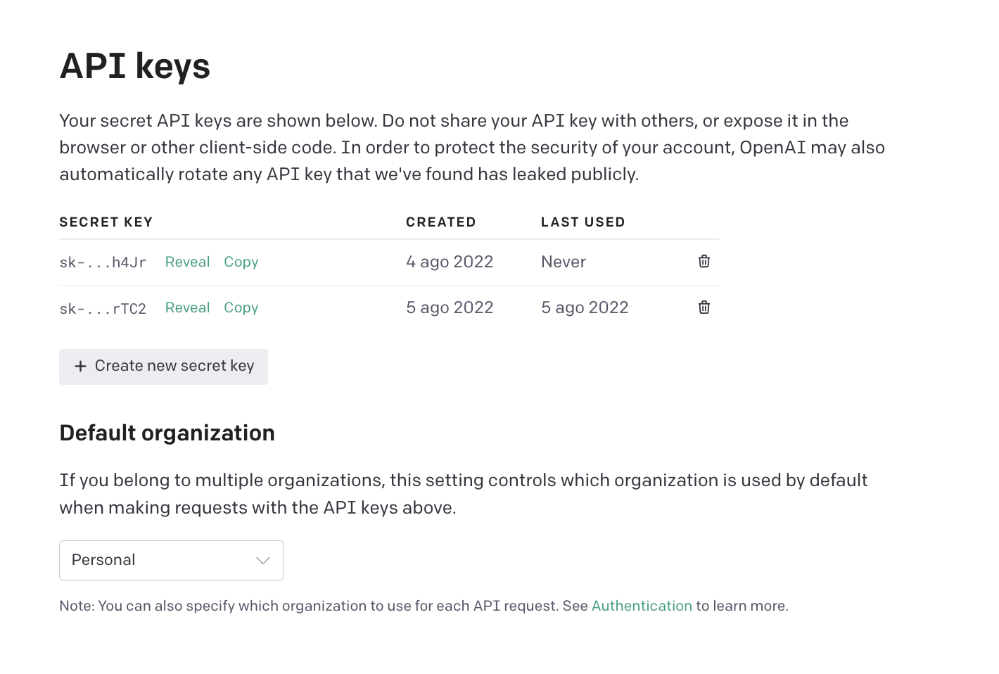 API keys
Your secret API keys are shown below. Do not share your API key with others, or expose it in the
browser or other client-side code. In order to protect the security of your account, OpenAI may also
automatically rotate any API key that we've found has leaked publicly.
SECRET KEY CREATED LAST USED
sk-...h4Jr Reveal Copy 4 ago 2022 Never
sk-...rTC2 Reveal Copy 5 ago 2022 5 ago 2022
+ Create new secret key
Default organization
If you belong to multiple organizations, this setting controls which organization is used by default
when making requests with the API keys above.
Personal
Note: You can also specify which organization to use for each API request. See Authentication to learn more.